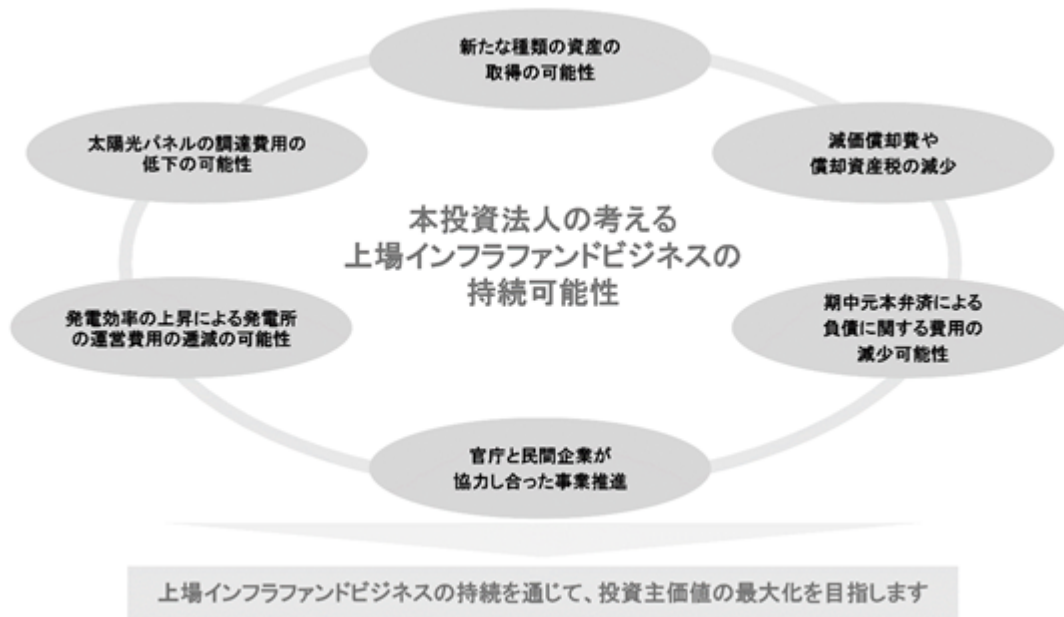 新たな種類の資産の
取得の可能性
太陽光パネルの調達費用の
低下の可能性
減価償却費や
償却資産税の減少
本投資法人の考える
上場インフラファンドビジネスの
持続可能性
発電効率の上昇による発電所
の運営費用の逓減の可能性
期中元本弁済による
負債に関する費用の
減少可能性
官庁と民間企業が
協力し合った事業推進
上場インフラファンドビジネスの持続を通じて、投資主価値の最大化を目指します